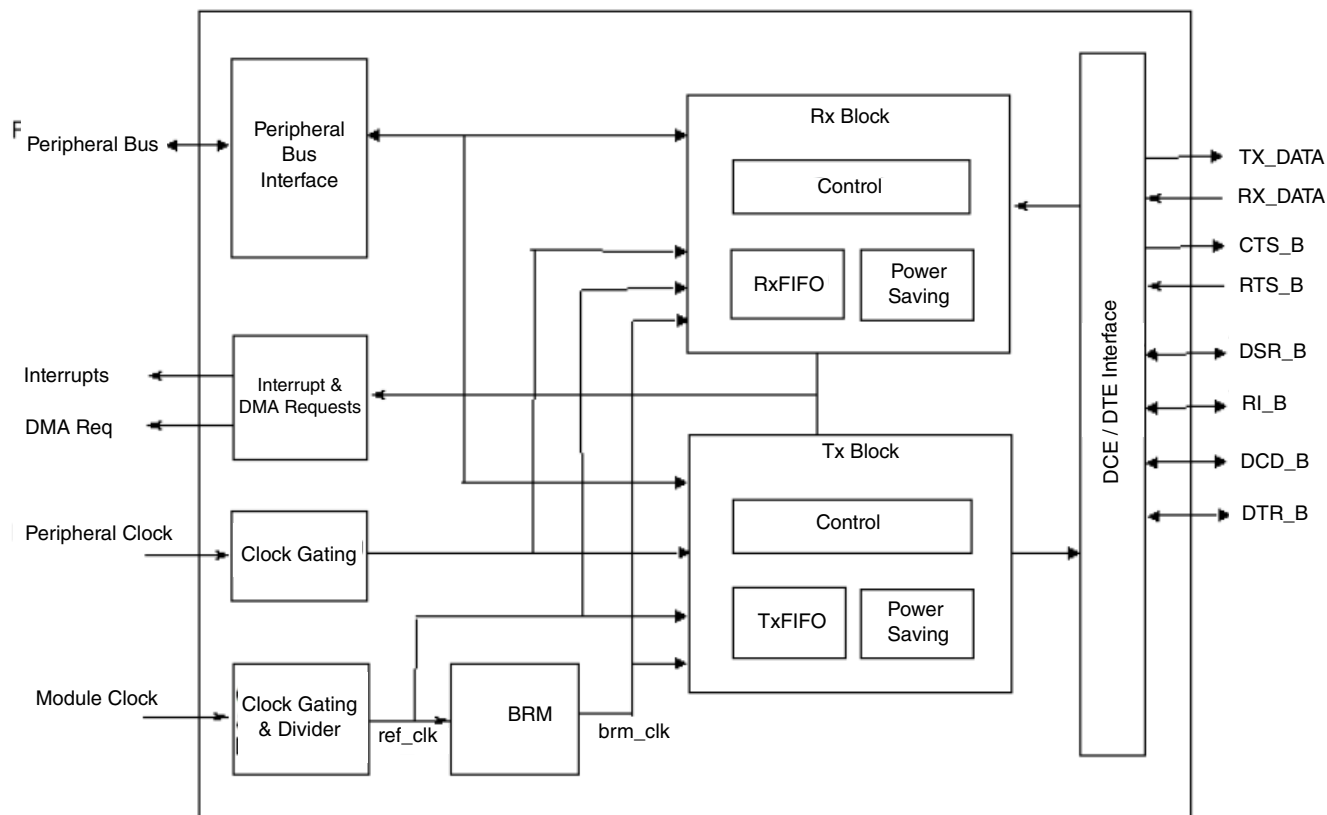 Peripheral Bus
Peripheral
Bus
Interface
Rx Block
Control
RxFIFO
Power
Saving
Interrupts
DMA Req
Interrupt &
DMA Requests
Tx Block
Control
TxFIFO
Power
Saving
Peripheral Clock
Clock Gating
Module Clock
Clock Gating
& Divider
ref_clk
BRM
brm_clk
DCE / DTE Interface
TX_DATA
RX_DATA
CTS_B
RTS_B
DSR_B
RI_B
DCD_B
DTR_B